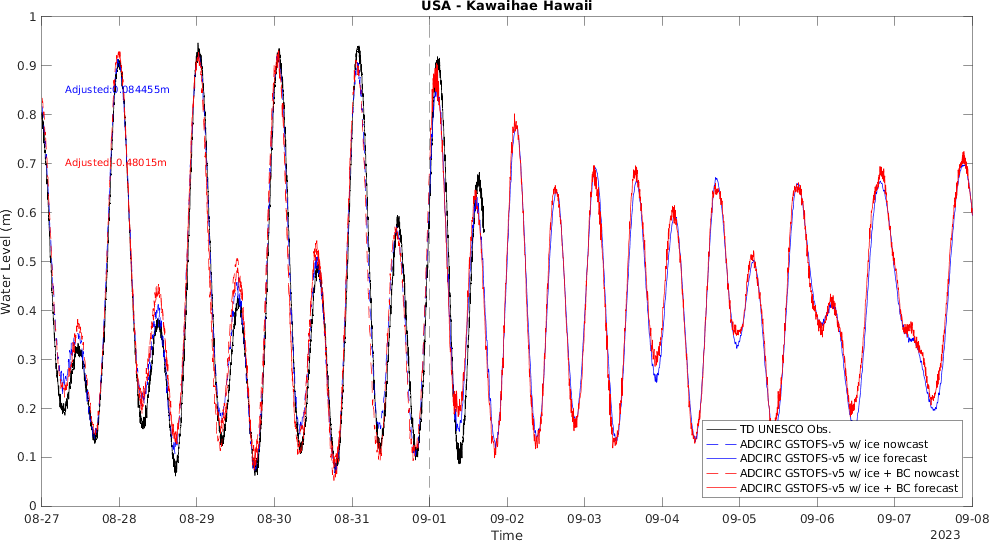 USA - Kawaihae Hawaii
Water Level (m)
1
0.9
0.8
0.7
0.6
0.5
0.4
0.3
0.2
0.1
0
Adjusted:0.084455m
Adjusted:-0.48015m
TD UNESCO Obs.
ADCIRC GSTOFS-v5 w/ ice nowcast
ADCIRC GSTOFS-v5 w/ ice forecast
ADCIRC GSTOFS-v5 w/ ice + BC nowcast
ADCIRC GSTOFS-v5 w/ ice + BC forecast
08-27 08-28 08-29 08-30 08-31 09-01 09-02 09-03 09-04 09-05 09-06 09-07 09-08
Time
2023